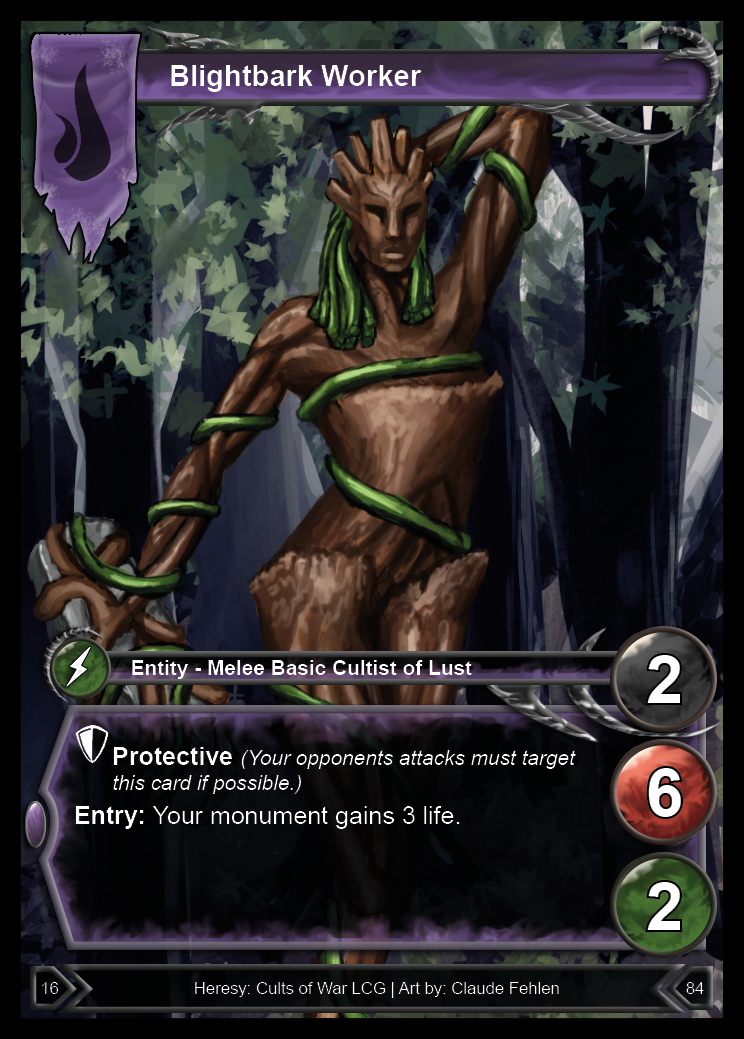 Blightbark Worker
Entity - Melee Basic Cultist of Lust
2
Protective (Your opponents attacks must target
this card if possible.)
Entry: Your monument gains 3 life.
6
2
16
Heresy: Cults of War LCG | Art by: Claude Fehlen
84